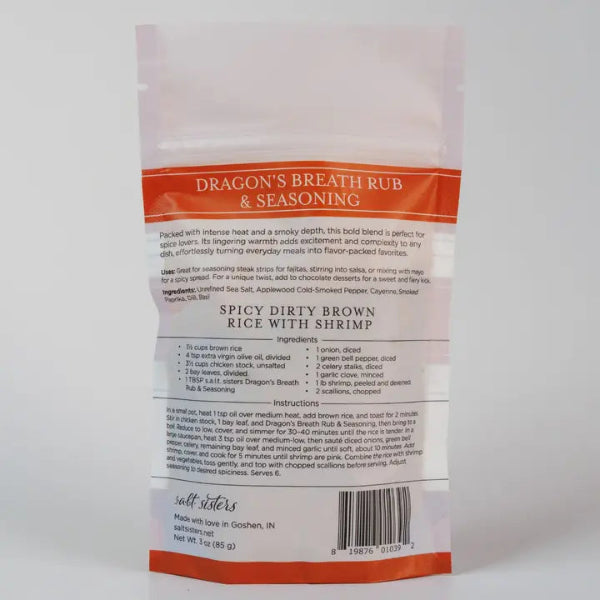 DRAGON'S BREATH RUB
& SEASONING
Packed with intense heat and a smoky depth, this bold blend is perfect for
spice lovers. Its lingering warmth adds excitement and complexity to any
dish, effortlessly turning everyday meals into flavor-packed favorites.
Uses: Great for seasoning steak strips for fajitas, stirring into salsa, or mixing with mayo
for a spicy spread. For a unique twist, add to chocolate desserts for a sweet and fiery kick.
Ingredients: Unrefined Sea Salt, Applewood Cold-Smoked Pepper, Cayenne, Smoked
Paprika, Dill, Basil
SPICY DIRTY BROWN
RICE WITH SHRIMP
Ingredients
• 1½ cups brown rice
• 4 tsp extra virgin olive oil, divided
• 3½ cups chicken stock, unsalted
• 2 bay leaves, divided
• 1 TBSP s.a.l.t. sisters Dragon's Breath
Rub & Seasoning
• 1 onion, diced
• 1 green bell pepper, diced
• 2 celery stalks, diced
• 1 garlic clove, minced
• 1 lb shrimp, peeled and deveined
• 2 scallions, chopped
Instructions
In a small pot, heat 1 tsp oil over medium heat, add brown rice, and toast for 2 minutes.
Stir in chicken stock, 1 bay leaf, and Dragon's Breath Rub & Seasoning, then bring to a
boil. Reduce to low, cover, and simmer for 30-40 minutes until the rice is tender. In a
large saucepan, heat 3 tsp oil over medium-low, then sauté diced onions, green bell
pepper, celery, remaining bay leaf, and minced garlic until soft, about 10 minutes. Add
shrimp, cover, and cook for 5 minutes until shrimp are pink. Combine the rice with shrimp
and vegetables, toss gently, and top with chopped scallions before serving. Adjust
seasoning to desired spiciness. Serves 6.
salt sisters
Made with love in Goshen, IN
saltsisters.net
Net Wt. 3 oz (85 g)
8 19876 01039 2